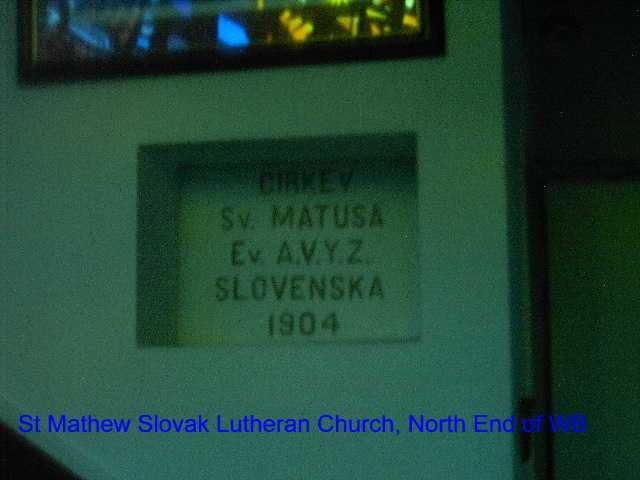 CIRKEV
Sv. MATUSA
Ev. A.V.Y.Z.
SLOVENSKA
1904
St Mathew Slovak Lutheran Church, North End of WB